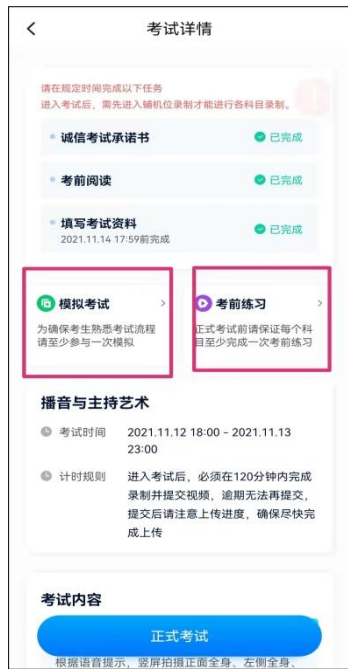 考试详情
请在规定时间完成以下任务
进入考试后，需先进入辅机位录制才能进行各科目录制。
诚信考试承诺书
已完成
考前阅读
已完成
填写考试资料
2021.11.14 17:59前完成
已完成
模拟考试
为确保考生熟悉考试流程
请至少参与一次模拟
考前练习
正式考试前请保证每个科
目至少完成一次考前练习
播音与主持艺术
考试时间
2021.11.12 18:00 - 2021.11.13
23:00
计时规则
进入考试后，必须在120分钟内完成
录制并提交视频，逾期无法再提交，
提交后请注意上传进度，确保尽快完
成上传
考试内容
正式考试
根据语音提示，竖屏拍摄正面全身、左侧全身、